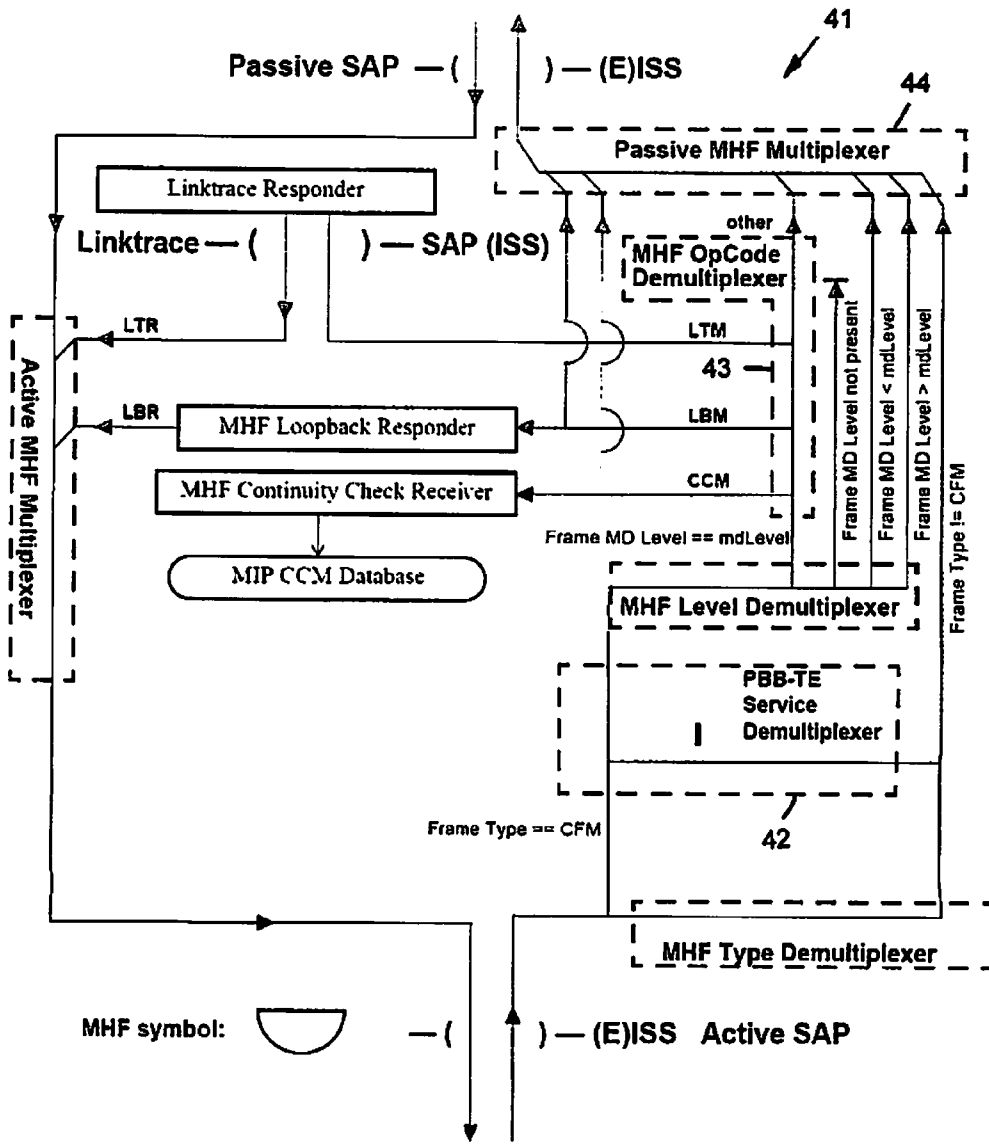 41
Passive SAP — ( ) — (E)ISS
44
Passive MHF Multiplexer
Linktrace Responder
other
Linktrace — ( ) — SAP (ISS)
MHF OpCode
Demultiplexer
LTR
LTM
43
Active MHF Multiplexer
LBR
MHF Loopback Responder
LBM
MHF Continuity Check Receiver
CCM
Frame MD Level not present
Frame MD Level < mdLevel
Frame MD Level > mdLevel
Frame Type != CFM
Frame MD Level == mdLevel
MIP CCM Database
MHF Level Demultiplexer
PBB-TE
Service
Demultiplexer
Frame Type == CFM
42
MHF Type Demultiplexer
MHF symbol:
— ( ) — (E)ISS Active SAP